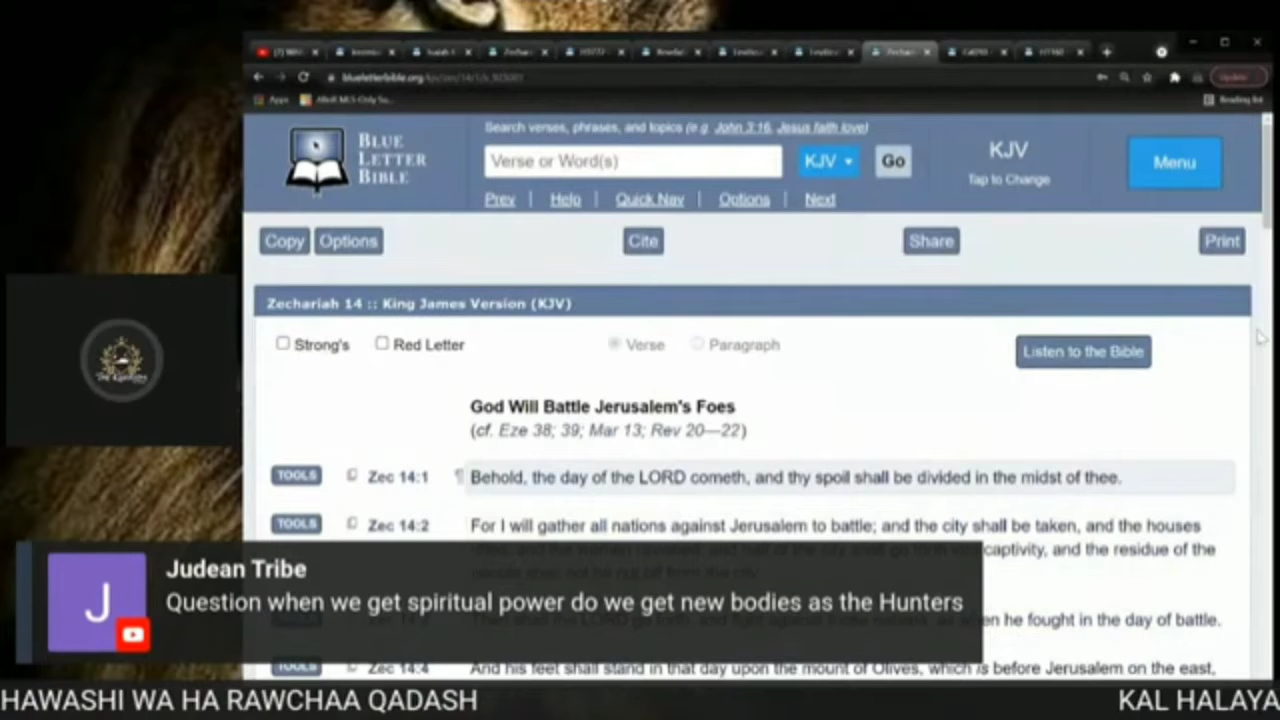 blueletterbible.org
Apps
Reading list
BLUE
LETTER
BIBLE
Search verses, phrases, and topics (e.g. John 3:16, Jesus faith love)
Verse or Word(s)
KJV
Go
KJV
Tap to Change
Menu
Prev | Help | Quick Nav | Options | Next
Copy Options Cite Share Print
Zechariah 14 :: King James Version (KJV)
Strong's Red Letter Verse Paragraph
Listen to the Bible
God Will Battle Jerusalem's Foes
(cf. Eze 38; 39; Mar 13; Rev 20—22)
TOOLS Zec 14:1 ¶ Behold, the day of the LORD cometh, and thy spoil shall be divided in the midst of thee.
TOOLS Zec 14:2 For I will gather all nations against Jerusalem to battle; and the city shall be taken, and the houses
captivity, and the residue of the
he fought in the day of battle.
TOOLS Zec 14:4 And his feet shall stand in that day upon the mount of Olives, which is before Jerusalem on the east,
J
Judean Tribe
Question when we get spiritual power do we get new bodies as the Hunters
HAWASHI WA HA RAWCHAA QADASH
KAL HALAYA